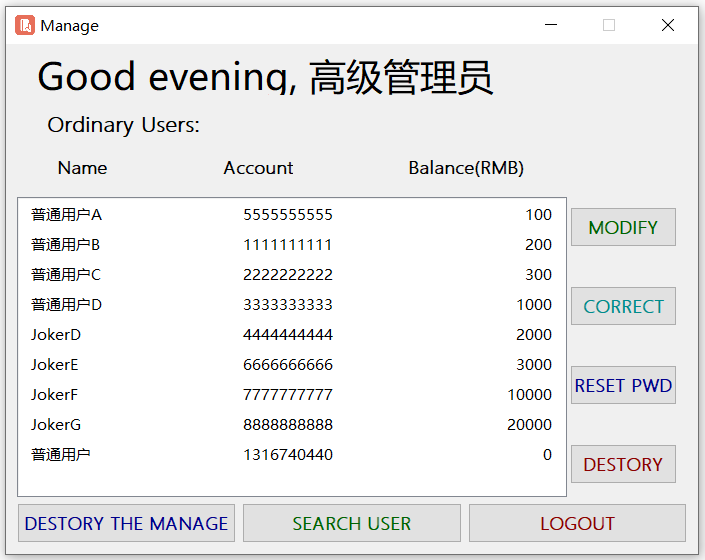 Manage
Good evening, 高级管理员
Ordinary Users:
Name Account Balance(RMB)
普通用户A 5555555555 100
普通用户B 1111111111 200
普通用户C 2222222222 300
普通用户D 3333333333 1000
JokerD 4444444444 2000
JokerE 6666666666 3000
JokerF 7777777777 10000
JokerG 8888888888 20000
普通用户 1316740440 0
MODIFY
CORRECT
RESET PWD
DESTORY
DESTORY THE MANAGE SEARCH USER LOGOUT